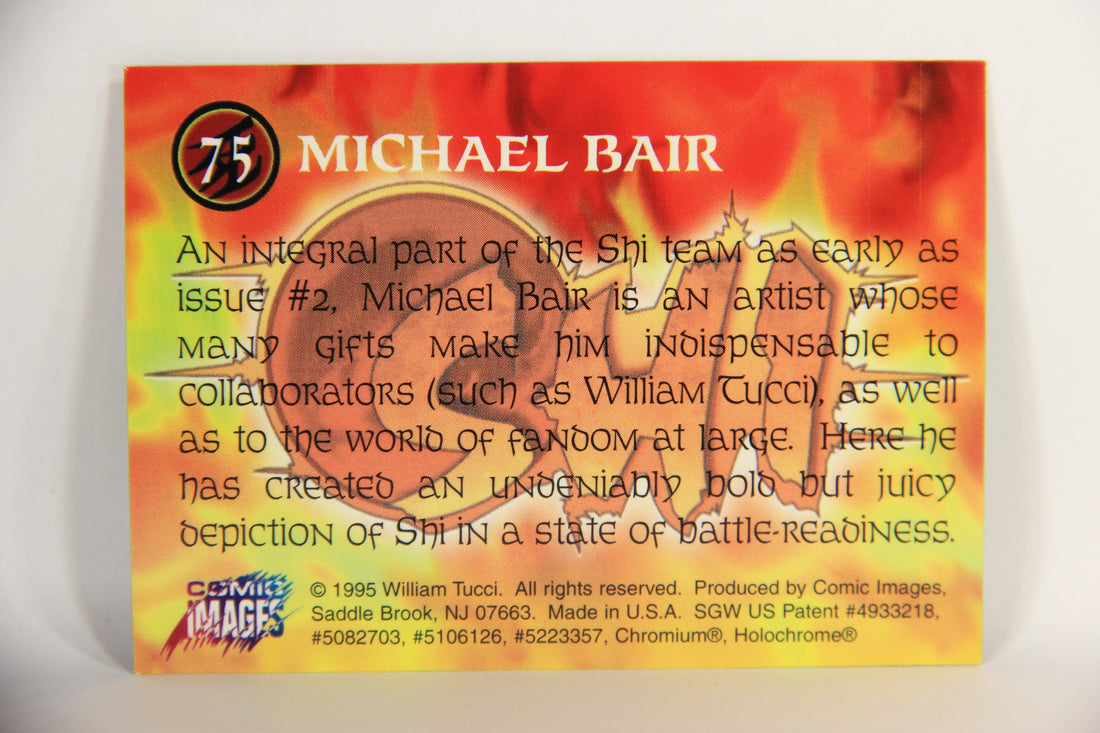 75 MICHAEL BAIR
An integral part of the Shi team as early as
issue #2, Michael Bair is an artist whose
many gifts make him indispensable to
collaborators (such as William Tucci), as well
as to the world of fandom at large. Here he
has created an undeniably bold but juicy
depiction of Shi in a state of battle-readiness.
SHI
COMIC
IMAGES
© 1995 William Tucci. All rights reserved. Produced by Comic Images,
Saddle Brook, NJ 07663. Made in U.S.A. SGW US Patent #4933218,
#5082703, #5106126, #5223357, Chromium®, Holochrome®